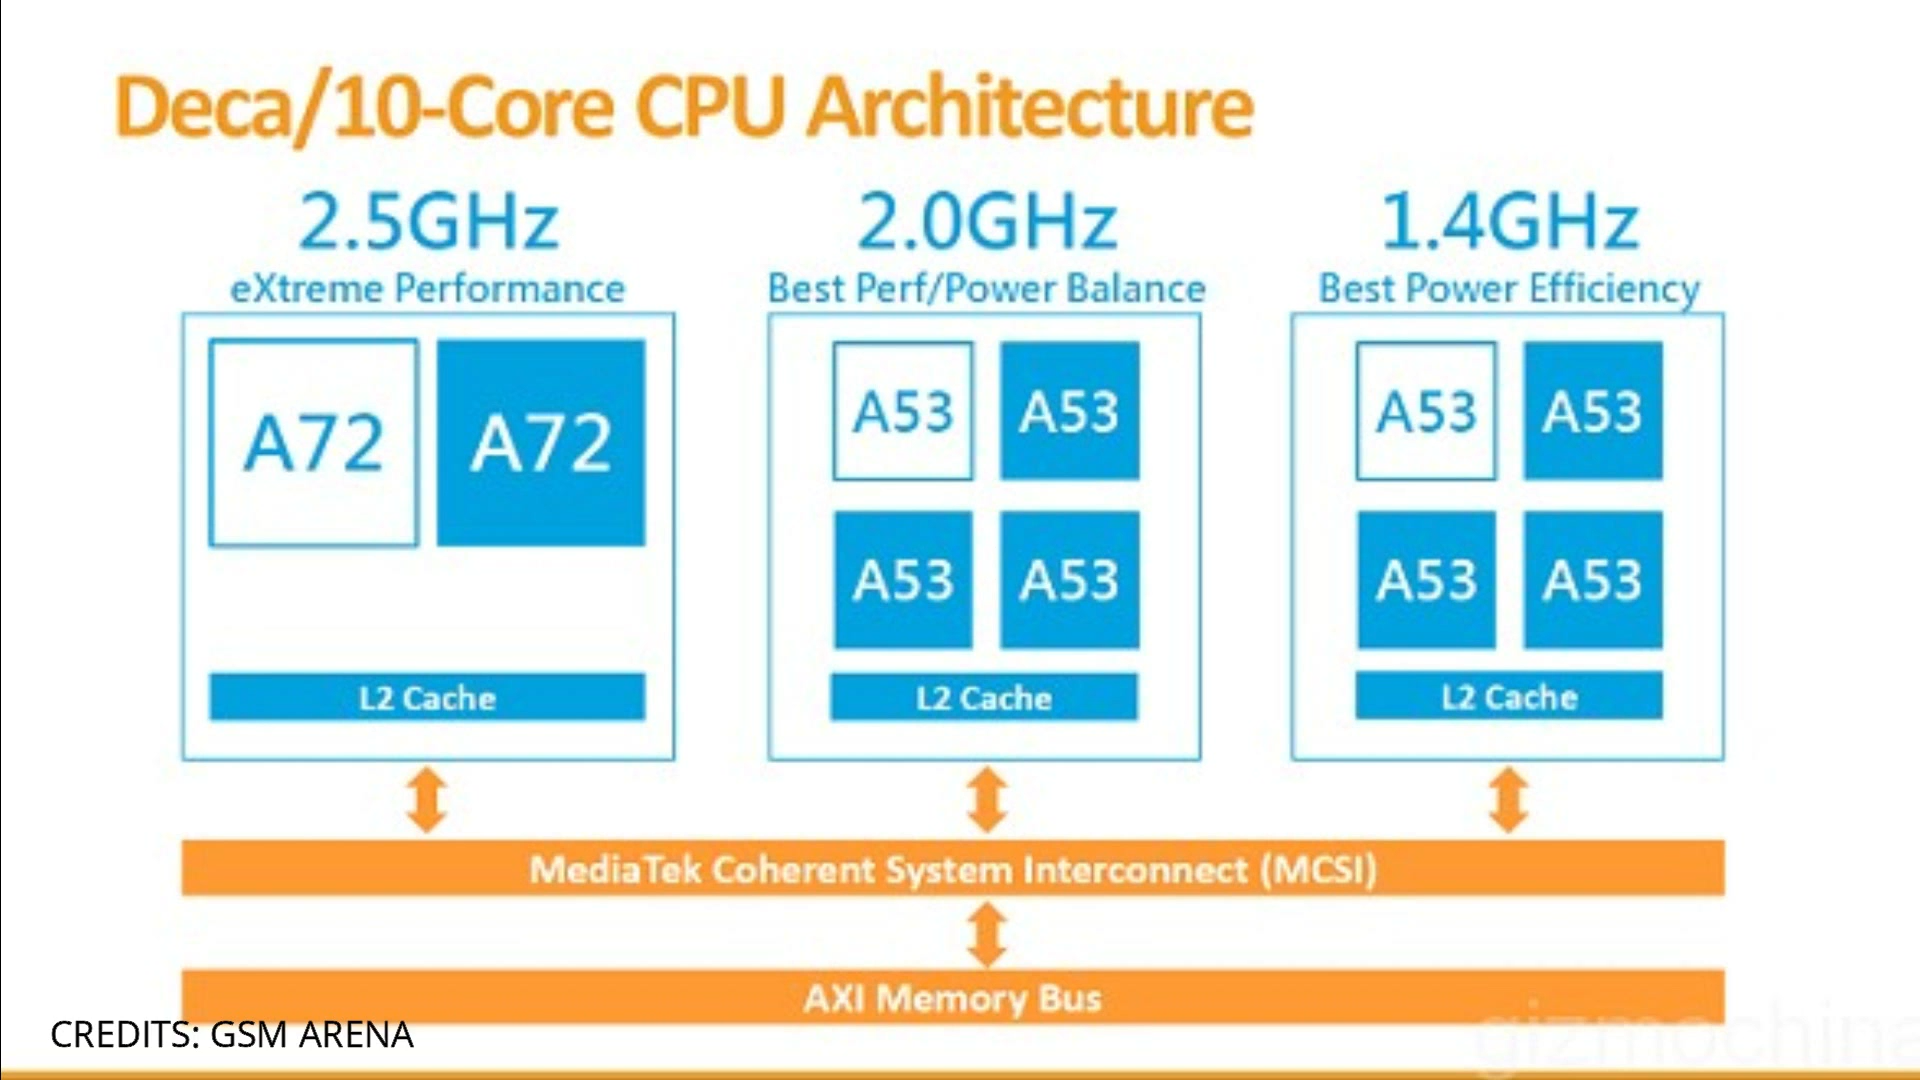 Deca/10-Core CPU Architecture
2.5GHz
eXtreme Performance
A72 A72
L2 Cache
2.0GHz
Best Perf/Power Balance
A53 A53
A53 A53
L2 Cache
1.4GHz
Best Power Efficiency
A53 A53
A53 A53
L2 Cache
MediaTek Coherent System Interconnect (MCSI)
AXI Memory Bus
CREDITS: GSM ARENA
gizmochina